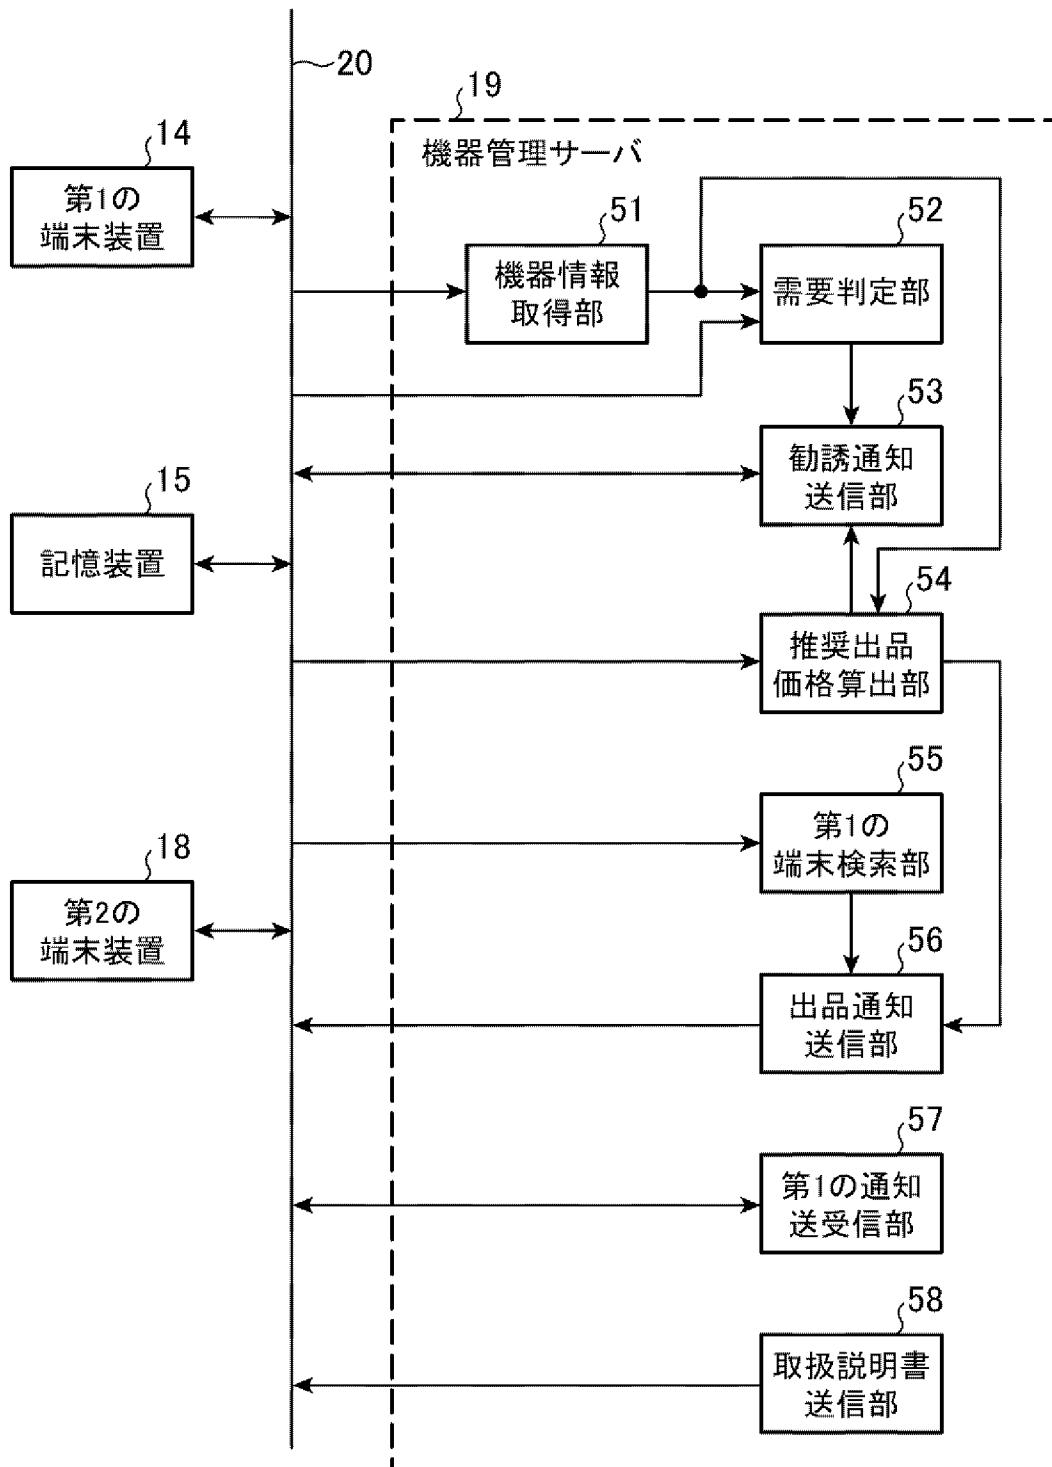 20
19
機器管理サーバ
14
第1の
端末装置
51
機器情報
取得部
52
需要判定部
53
勧誘通知
送信部
15
記憶装置
54
推奨出品
価格算出部
55
第1の
端末検索部
18
第2の
端末装置
56
出品通知
送信部
57
第1の通知
送受信部
58
取扱説明書
送信部